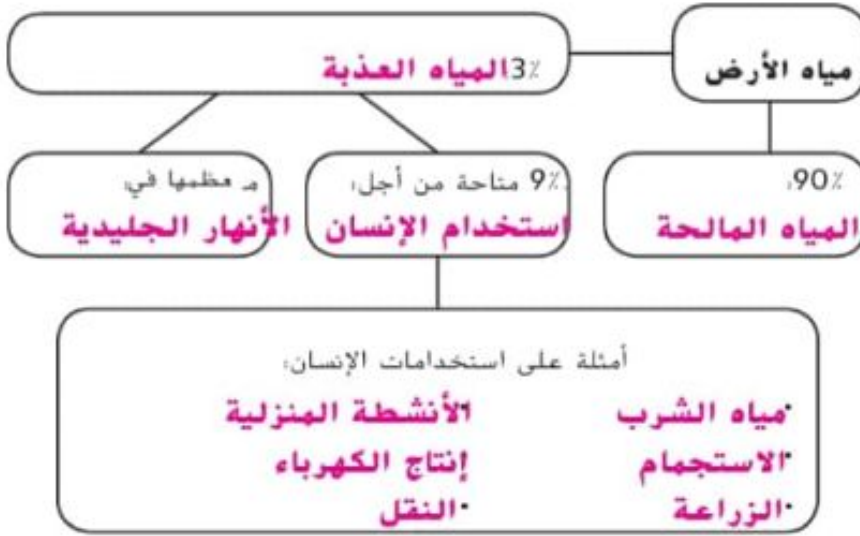 مياه الأرض
3% المياه العذبة
90%:
المياه المالحة
9% متاحة من أجل:
استخدام الإنسان
معظمها في:
الأنهار الجليدية
أمثلة على استخدامات الإنسان:
• مياه الشرب
• الأنشطة المنزلية
• الاستجمام
إنتاج الكهرباء
• الزراعة
• النقل